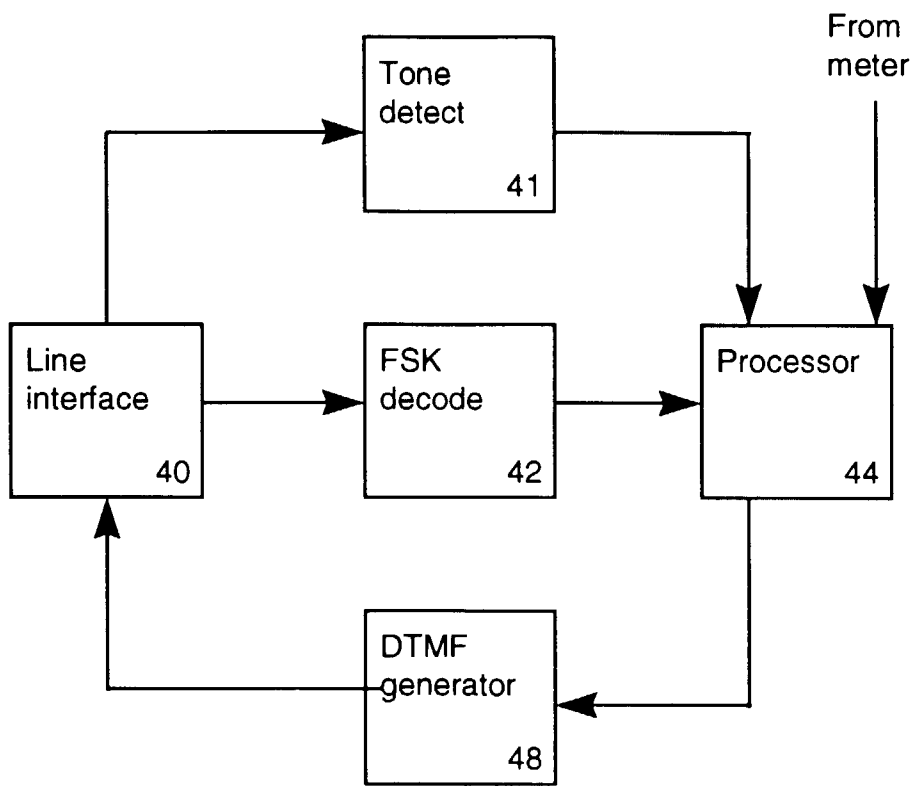 From
meter
Tone
detect
41
Line
interface
40
FSK
decode
42
Processor
44
DTMF
generator
48